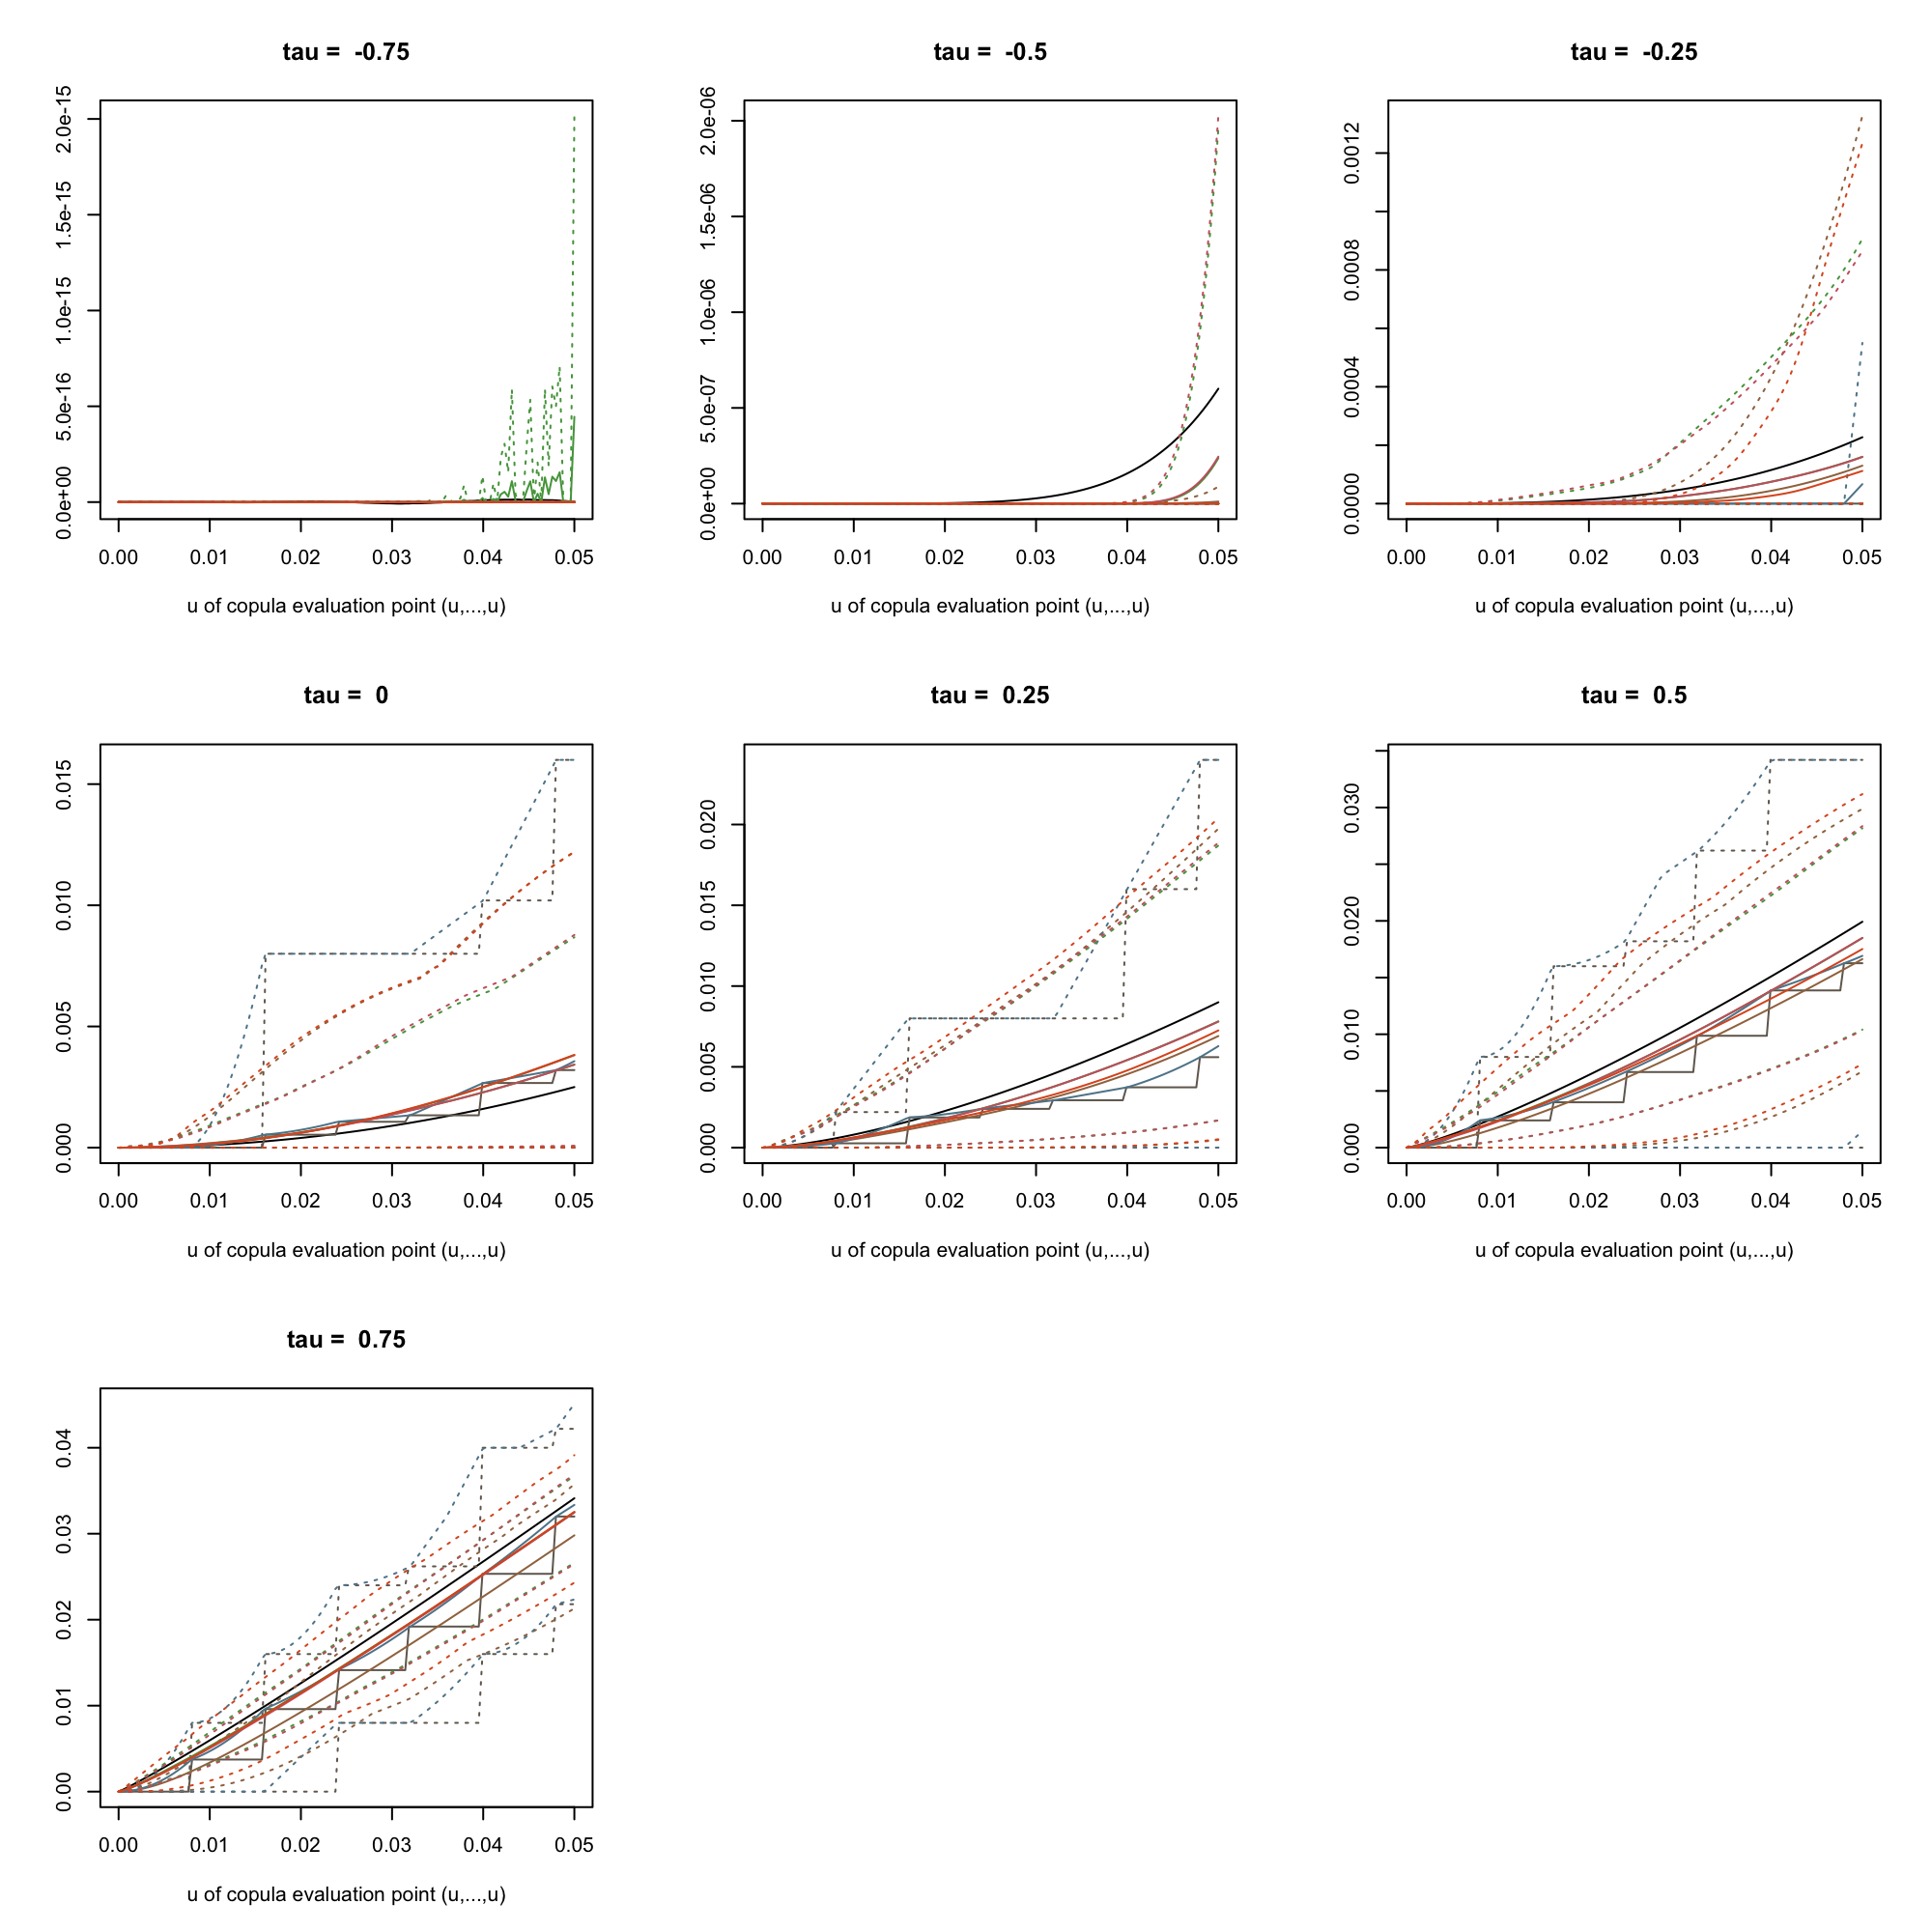 tau =  -0.75
0.0e+00 5.0e-16 1.0e-15 1.5e-15 2.0e-15
0.00 0.01 0.02 0.03 0.04 0.05
u of copula evaluation point (u,...,u)
tau =  -0.5
0.0e+00 5.0e-07 1.0e-06 1.5e-06 2.0e-06
0.00 0.01 0.02 0.03 0.04 0.05
u of copula evaluation point (u,...,u)
tau =  -0.25
0.0000 0.0004 0.0008 0.0012
0.00 0.01 0.02 0.03 0.04 0.05
u of copula evaluation point (u,...,u)
tau =  0
0.000 0.005 0.010 0.015
0.00 0.01 0.02 0.03 0.04 0.05
u of copula evaluation point (u,...,u)
tau =  0.25
0.000 0.005 0.010 0.015 0.020
0.00 0.01 0.02 0.03 0.04 0.05
u of copula evaluation point (u,...,u)
tau =  0.5
0.000 0.010 0.020 0.030
0.00 0.01 0.02 0.03 0.04 0.05
u of copula evaluation point (u,...,u)
tau =  0.75
0.00 0.01 0.02 0.03 0.04
0.00 0.01 0.02 0.03 0.04 0.05
u of copula evaluation point (u,...,u)